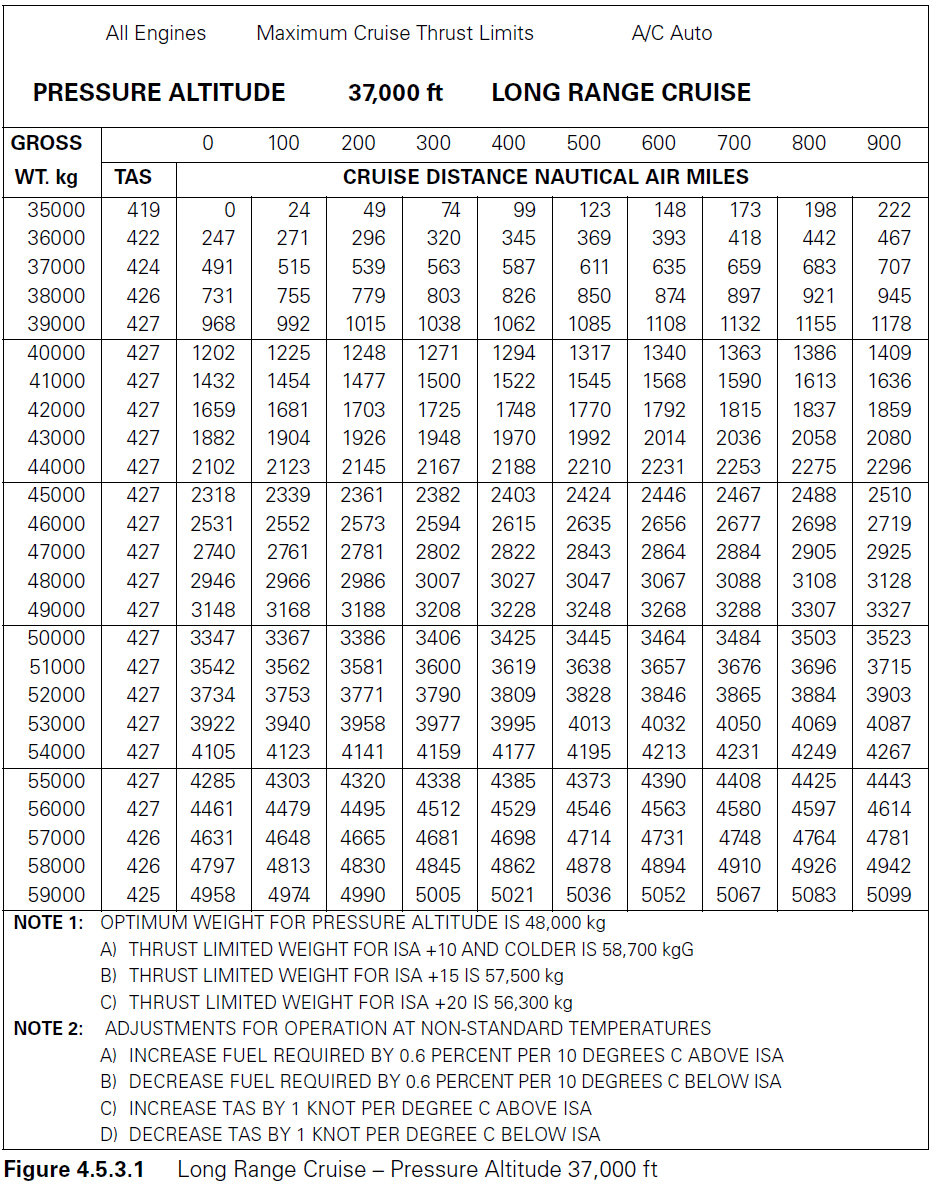 All Engines Maximum Cruise Thrust Limits A/C Auto
PRESSURE ALTITUDE 37,000 ft LONG RANGE CRUISE
GROSS 0 100 200 300 400 500 600 700 800 900
WT. kg TAS CRUISE DISTANCE NAUTICAL AIR MILES
35000 419 0 24 49 74 99 123 148 173 198 222
36000 422 247 271 296 320 345 369 393 418 442 467
37000 424 491 515 539 563 587 611 635 659 683 707
38000 426 731 755 779 803 826 850 874 897 921 945
39000 427 968 992 1015 1038 1062 1085 1108 1132 1155 1178
40000 427 1202 1225 1248 1271 1294 1317 1340 1363 1386 1409
41000 427 1432 1454 1477 1500 1522 1545 1568 1590 1613 1636
42000 427 1659 1681 1703 1725 1748 1770 1792 1815 1837 1859
43000 427 1882 1904 1926 1948 1970 1992 2014 2036 2058 2080
44000 427 2102 2123 2145 2167 2188 2210 2231 2253 2275 2296
45000 427 2318 2339 2361 2382 2403 2424 2446 2467 2488 2510
46000 427 2531 2552 2573 2594 2615 2635 2656 2677 2698 2719
47000 427 2740 2761 2781 2802 2822 2843 2864 2884 2905 2925
48000 427 2946 2966 2986 3007 3027 3047 3067 3088 3108 3128
49000 427 3148 3168 3188 3208 3228 3248 3268 3288 3307 3327
50000 427 3347 3367 3386 3406 3425 3445 3464 3484 3503 3523
51000 427 3542 3562 3581 3600 3619 3638 3657 3676 3696 3715
52000 427 3734 3753 3771 3790 3809 3828 3846 3865 3884 3903
53000 427 3922 3940 3958 3977 3995 4013 4032 4050 4069 4087
54000 427 4105 4123 4141 4159 4177 4195 4213 4231 4249 4267
55000 427 4285 4303 4320 4338 4385 4373 4390 4408 4425 4443
56000 427 4461 4479 4495 4512 4529 4546 4563 4580 4597 4614
57000 426 4631 4648 4665 4681 4698 4714 4731 4748 4764 4781
58000 426 4797 4813 4830 4845 4862 4878 4894 4910 4926 4942
59000 425 4958 4974 4990 5005 5021 5036 5052 5067 5083 5099
NOTE 1: OPTIMUM WEIGHT FOR PRESSURE ALTITUDE IS 48,000 kg
A) THRUST LIMITED WEIGHT FOR ISA +10 AND COLDER IS 58,700 kgG
B) THRUST LIMITED WEIGHT FOR ISA +15 IS 57,500 kg
C) THRUST LIMITED WEIGHT FOR ISA +20 IS 56,300 kg
NOTE 2: ADJUSTMENTS FOR OPERATION AT NON-STANDARD TEMPERATURES
A) INCREASE FUEL REQUIRED BY 0.6 PERCENT PER 10 DEGREES C ABOVE ISA
B) DECREASE FUEL REQUIRED BY 0.6 PERCENT PER 10 DEGREES C BELOW ISA
C) INCREASE TAS BY 1 KNOT PER DEGREE C ABOVE ISA
D) DECREASE TAS BY 1 KNOT PER DEGREE C BELOW ISA
Figure 4.5.3.1 Long Range Cruise – Pressure Altitude 37,000 ft